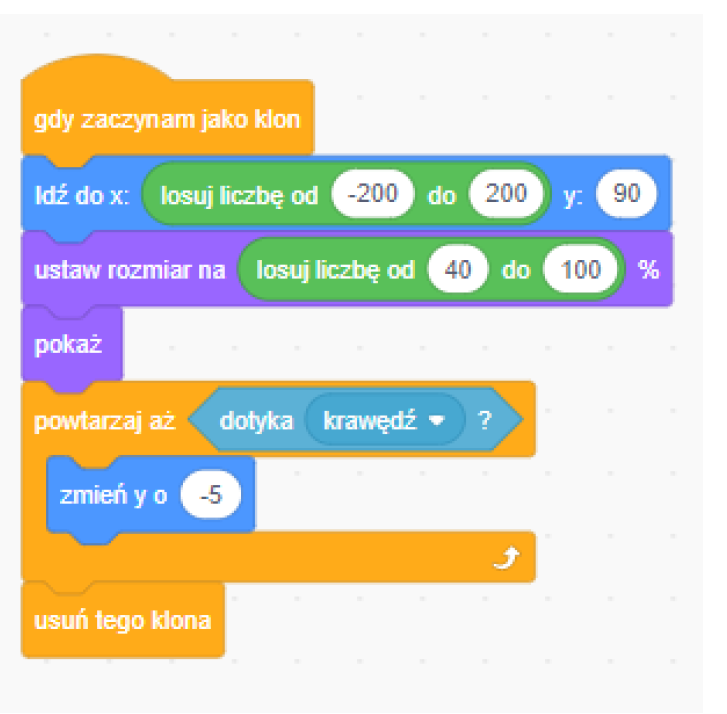 gdy zaczynam jako klon
Idź do x: losuj liczbę od -200 do 200 y: 90
ustaw rozmiar na losuj liczbę od 40 do 100 %
pokaż
powtarzaj aż dotyka krawędź ?
zmień y o -5
usuń tego klona